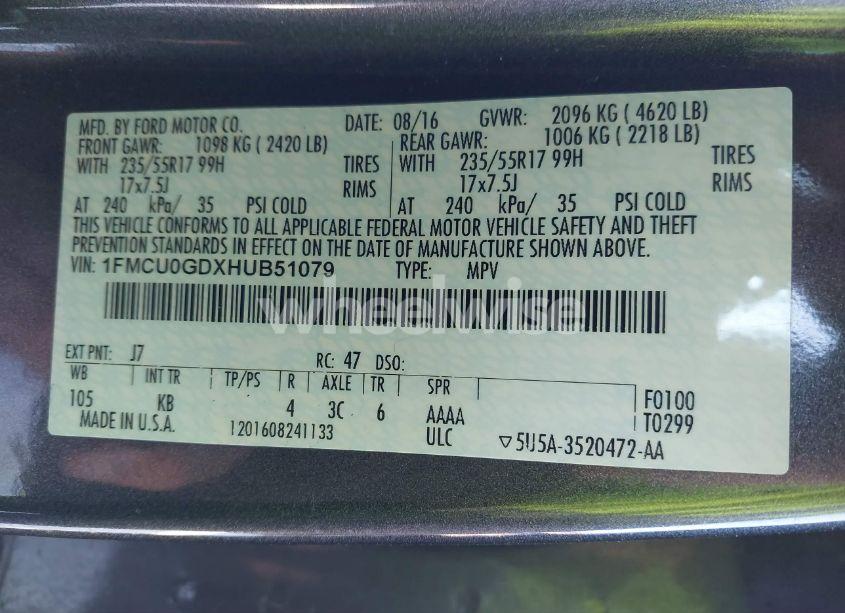 MFD. BY FORD MOTOR CO. DATE: 08/16 GVWR: 2096 KG ( 4620 LB)
FRONT GAWR: 1098 KG ( 2420 LB) REAR GAWR: 1006 KG ( 2218 LB)
WITH 235/55R17 99H TIRES WITH 235/55R17 99H TIRES
17x7.5J RIMS 17x7.5J RIMS
AT 240 kPa/ 35 PSI COLD AT 240 kPa/ 35 PSI COLD
THIS VEHICLE CONFORMS TO ALL APPLICABLE FEDERAL MOTOR VEHICLE SAFETY AND THEFT
PREVENTION STANDARDS IN EFFECT ON THE DATE OF MANUFACTURE SHOWN ABOVE.
VIN: 1FMCU0GDXHUB51079 TYPE: MPV
wheelwise
EXT PNT: J7 RC: 47 DSO:
WB INT TR TP/PS R AXLE TR SPR
105 KB 4 3C 6 AAAA F0100
ULC T0299
MADE IN U.S.A. 1201608241133 ▽5U5A-3520472-AA